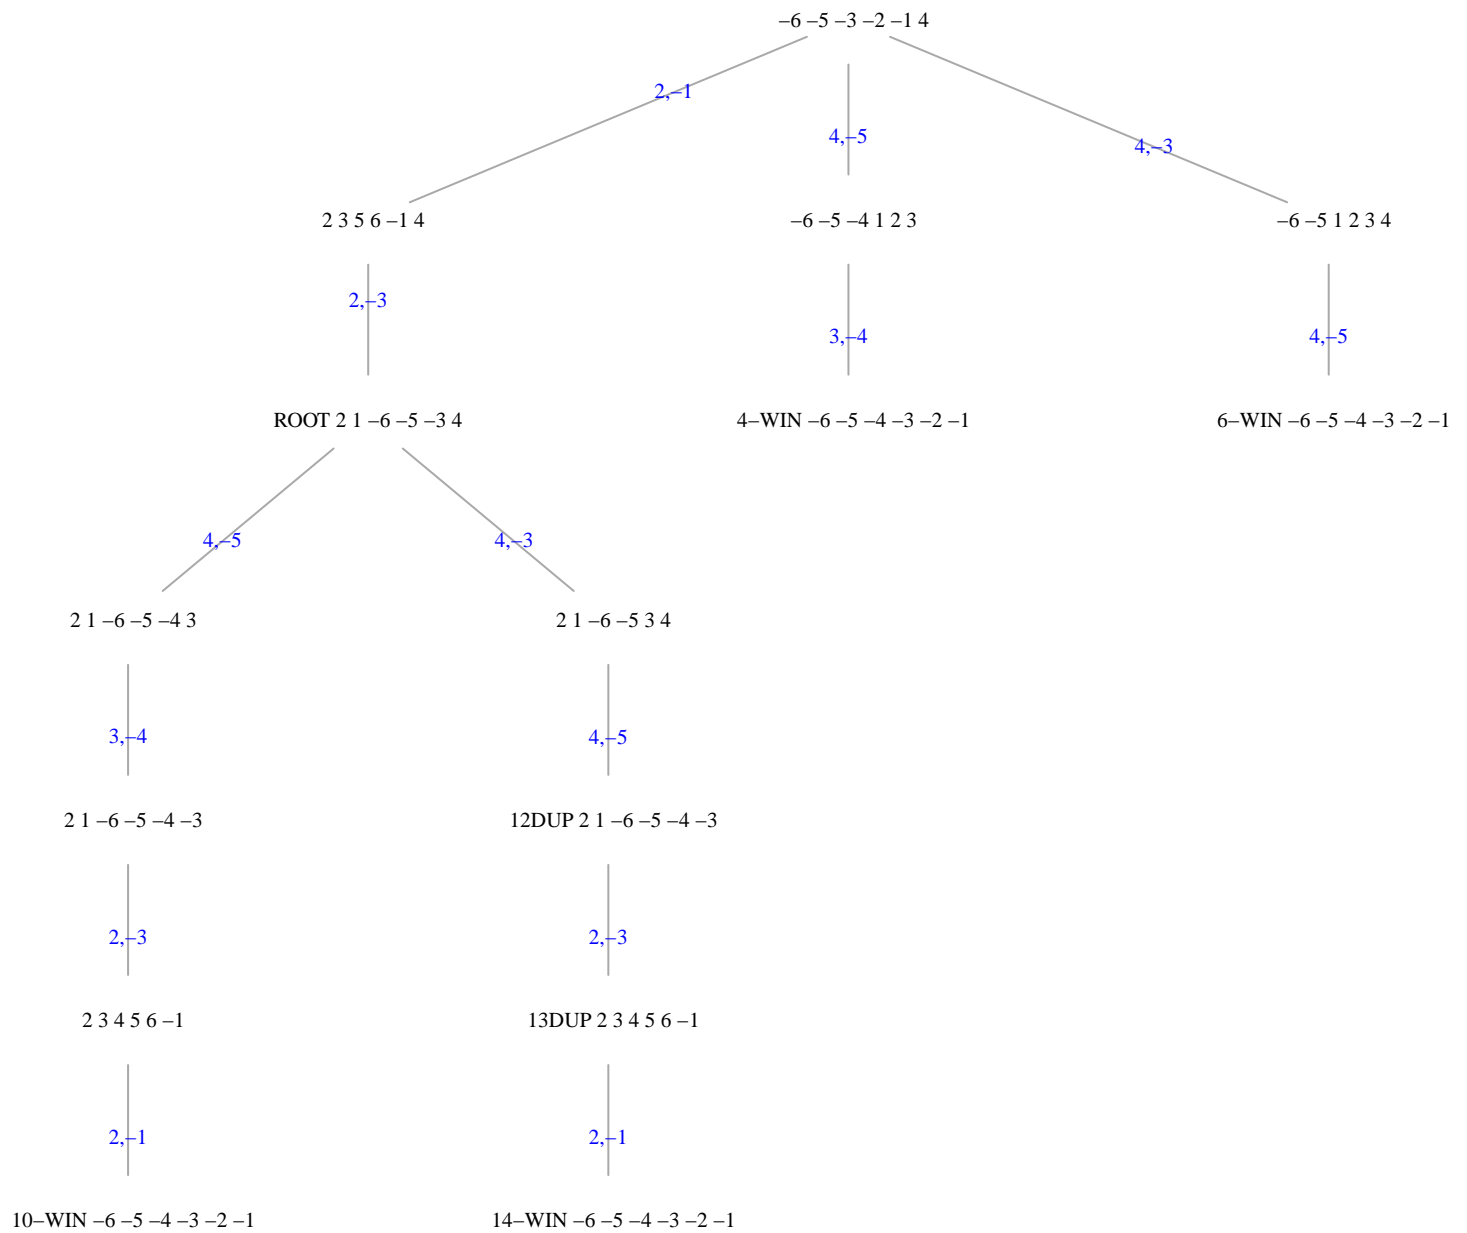 –6 –5 –3 –2 –1 4
2,–1
4,–5
4,–3
2 3 5 6 –1 4
–6 –5 –4 1 2 3
–6 –5 1 2 3 4
2,–3
3,–4
4,–5
ROOT 2 1 –6 –5 –3 4
4–WIN –6 –5 –4 –3 –2 –1
6–WIN –6 –5 –4 –3 –2 –1
4,–5
4,–3
2 1 –6 –5 –4 3
2 1 –6 –5 3 4
3,–4
4,–5
2 1 –6 –5 –4 –3
12DUP 2 1 –6 –5 –4 –3
2,–3
2,–3
2 3 4 5 6 –1
13DUP 2 3 4 5 6 –1
2,–1
2,–1
10–WIN –6 –5 –4 –3 –2 –1
14–WIN –6 –5 –4 –3 –2 –1